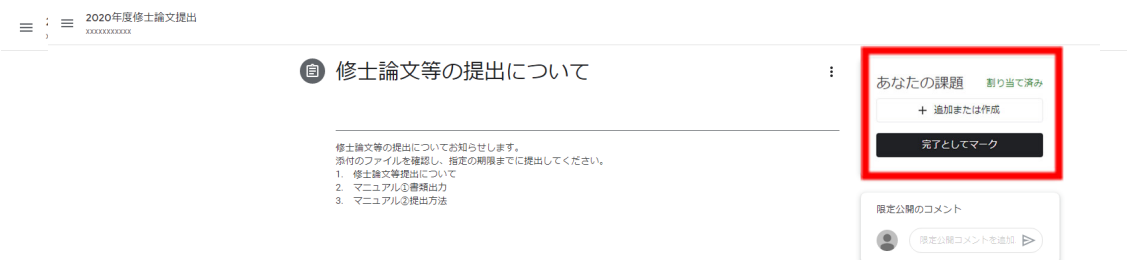 2020年度修士論文提出
xxxxxxxxxxx
修士論文等の提出について
修士論文等の提出についてお知らせします。
添付のファイルを確認し、指定の期限までに提出してください。
1. 修士論文等提出について
2. マニュアル①書類出力
3. マニュアル②提出方法
あなたの課題 割り当て済み
+ 追加または作成
完了としてマーク
限定公開のコメント
限定公開コメントを追加